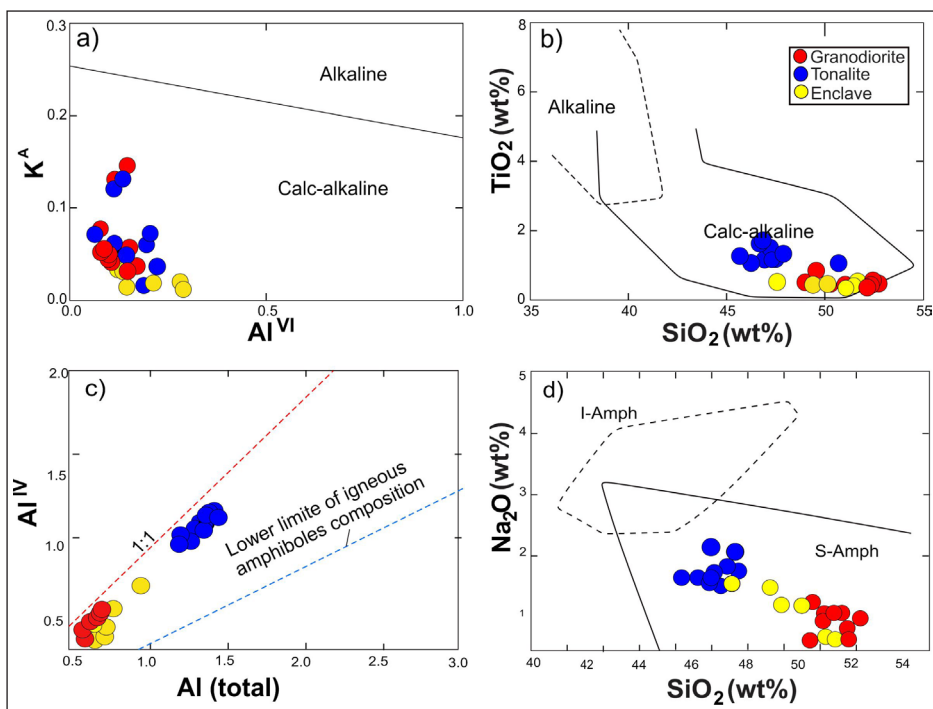 a)
0.3
0.2
0.1
0.0
K^A
Alkaline
Calc-alkaline
0.0
0.5
1.0
Al^VI
b)
8
6
4
2
0
TiO₂ (wt%)
Granodiorite
Tonalite
Enclave
Alkaline
Calc-alkaline
35
40
45
50
55
SiO₂ (wt%)
c)
2.0
1.5
1.0
0.5
Al^IV
1:1
Lower limite of igneous
amphiboles composition
0.5
1.0
1.5
2.0
2.5
3.0
Al (total)
d)
5
4
3
2
1
Na₂O (wt%)
I-Amph
S-Amph
40
42
44
46
48
50
52
54
SiO₂ (wt%)